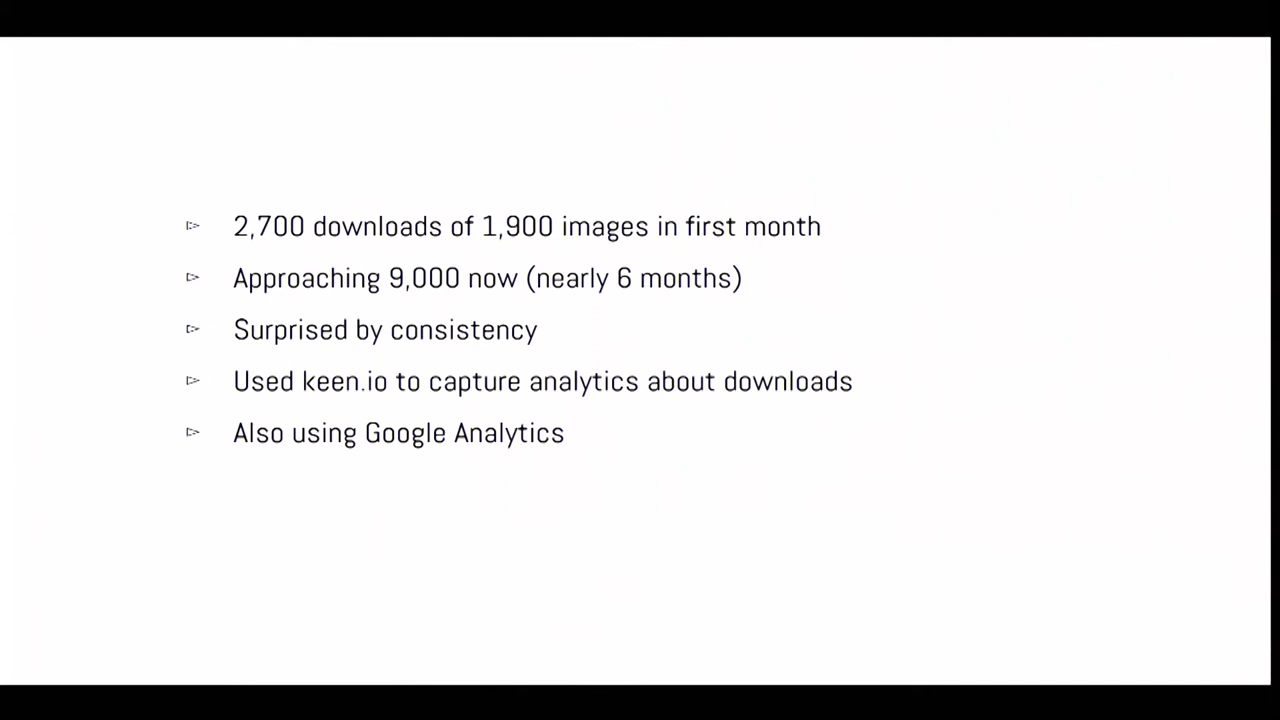 ▻ 2,700 downloads of 1,900 images in first month
▻ Approaching 9,000 now (nearly 6 months)
▻ Surprised by consistency
▻ Used keen.io to capture analytics about downloads
▻ Also using Google Analytics